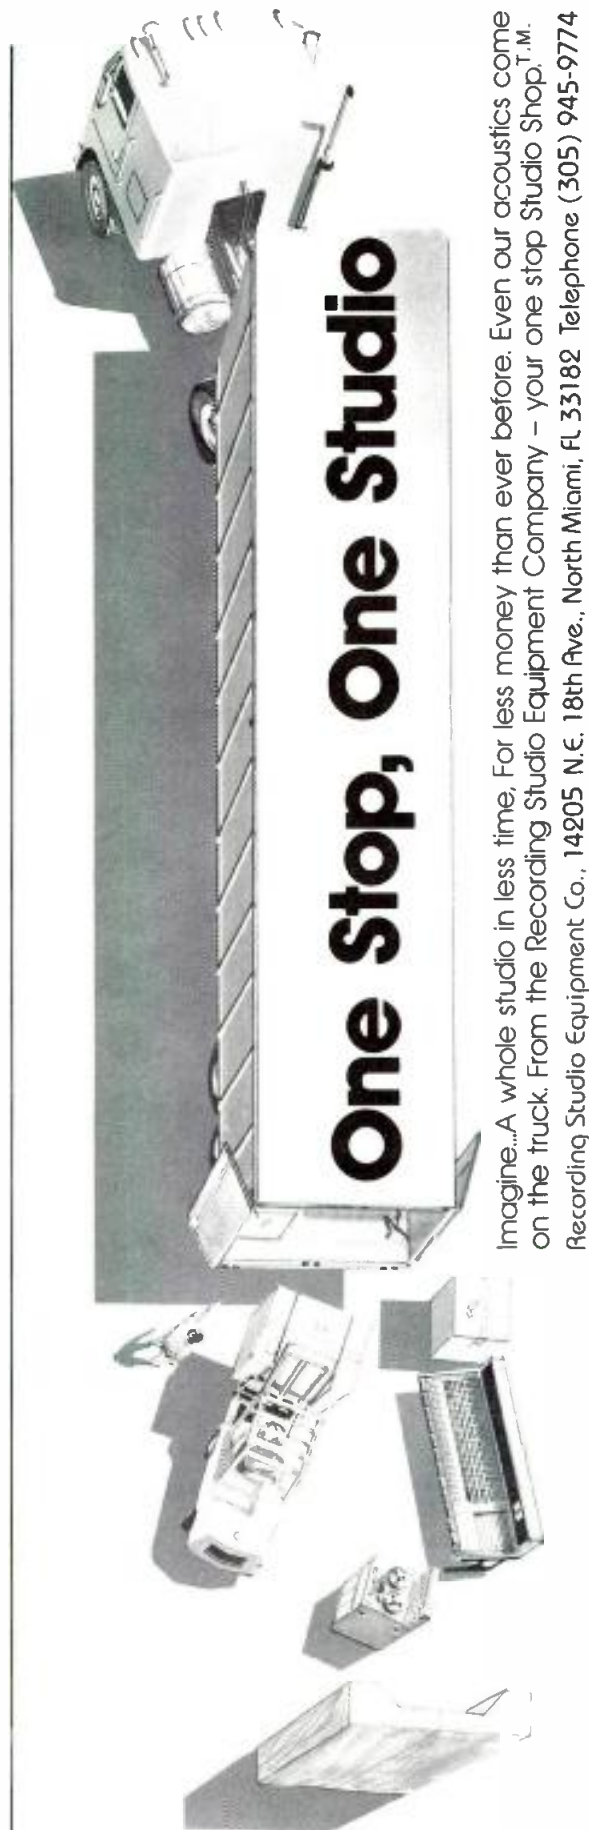 One Stop, One Studio
Imagine...A whole studio in less time, For less money than ever before. Even our acoustics come
on the truck. From the Recording Studio Equipment Company – your one stop Studio Shop.T.M.
Recording Studio Equipment Co., 14205 N.E. 18th Ave., North Miami, FL 33182 Telephone (305) 945-9774